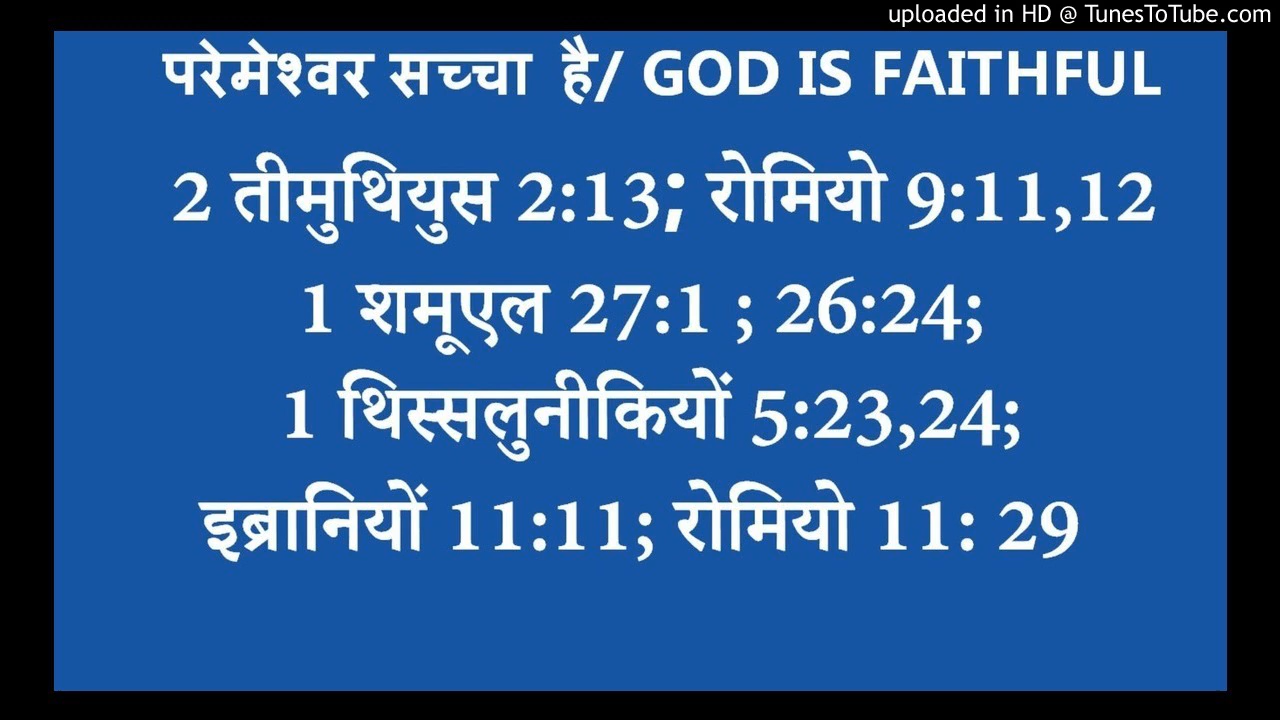 uploaded in HD @ TunesToTube.com
परेमेश्वर सच्चा है/ GOD IS FAITHFUL
2 तीमुथियुस 2:13; रोमियो 9:11,12
1 शमूएल 27:1 ; 26:24;
1 थिस्सलुनीकियों 5:23,24;
इब्रानियों 11:11; रोमियो 11: 29